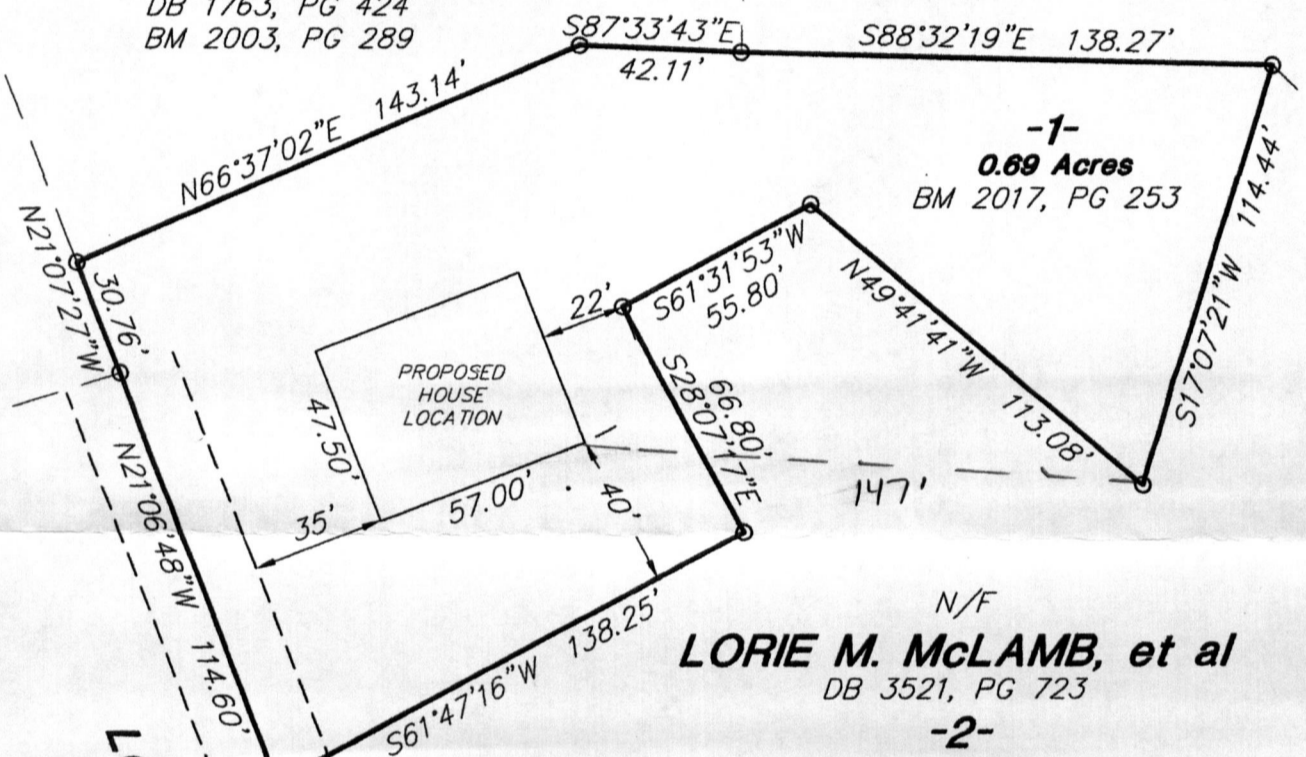 DB 1763, PG 424
BM 2003, PG 289
S87°33'43"E
42.11'
S88°32'19"E 138.27'
N66°37'02"E 143.14'
-1-
0.69 Acres
BM 2017, PG 253
114.44'
S17°07'21"W
N21°07'27"W
30.76'
22'
S61°31'53"W
55.80'
N49°41'41"W 113.08'
PROPOSED
HOUSE
LOCATION
47.50'
66.80'
35'
57.00'
40'
147'
N21°06'48"W 114.60'
S61°47'16"W 138.25'
N/F
LORIE M. McLAMB, et al
DB 3521, PG 723
-2-